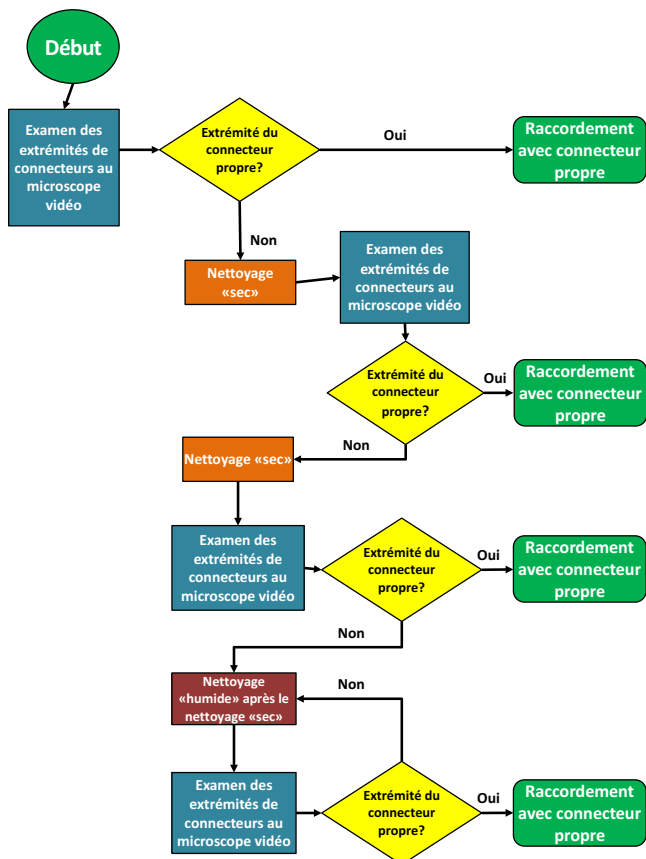 Début
Examen des
extrémités de
connecteurs au
microscope
vidéo
Extrémité du
connecteur
propre?
Oui
Raccordement
avec connecteur
propre
Non
Nettoyage
«sec»
Examen des
extrémités de
connecteurs au
microscope vidéo
Extrémité du
connecteur
propre?
Oui
Raccordement
avec connecteur
propre
Non
Nettoyage «sec»
Examen des
extrémités de
connecteurs au
microscope vidéo
Extrémité du
connecteur
propre?
Oui
Raccordement
avec connecteur
propre
Non
Nettoyage
«humide» après le
nettoyage «sec»
Non
Examen des
extrémités de
connecteurs au
microscope vidéo
Extrémité du
connecteur
propre?
Oui
Raccordement
avec connecteur
propre